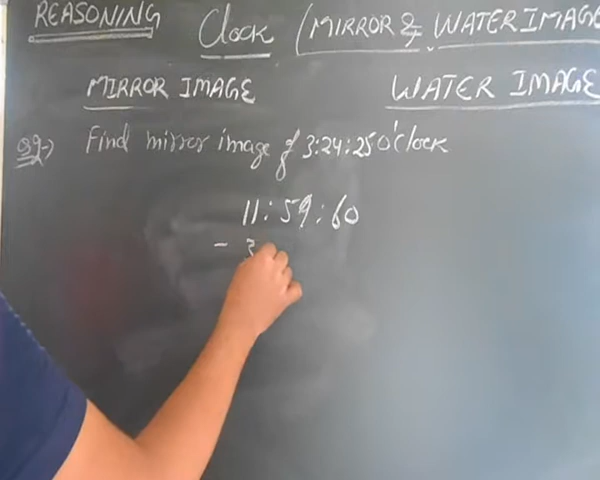 REASONING Clock (MIRROR & WATER IMAGE
MIRROR IMAGE WATER IMAGE
Find mirror image of 3:24:25 O'Clock
11:59:60
- 3